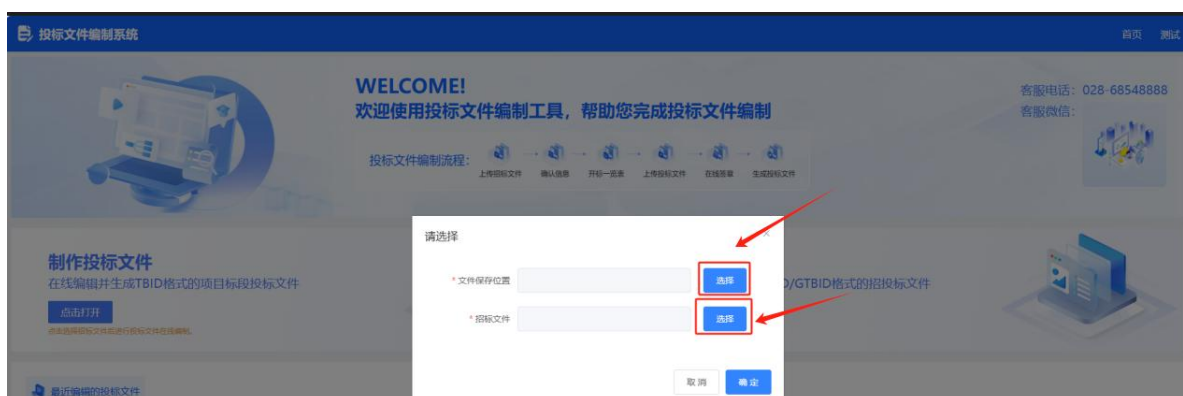 投标文件编制系统
首页 测试
WELCOME!
欢迎使用投标文件编制工具，帮助您完成投标文件编制
客服电话：028-68548888
客服微信：
投标文件编制流程：
上传招标文件 确认信息 开标一览表 上传投标文件 在线签章 生成投标文件
请选择
×
制作投标文件
在线编辑并生成TBID格式的项目标段投标文件
* 文件保存位置 选择
D/GTBID格式的招投标文件
点击打开
* 招标文件 选择
取消 确定
最近编辑的投标文件